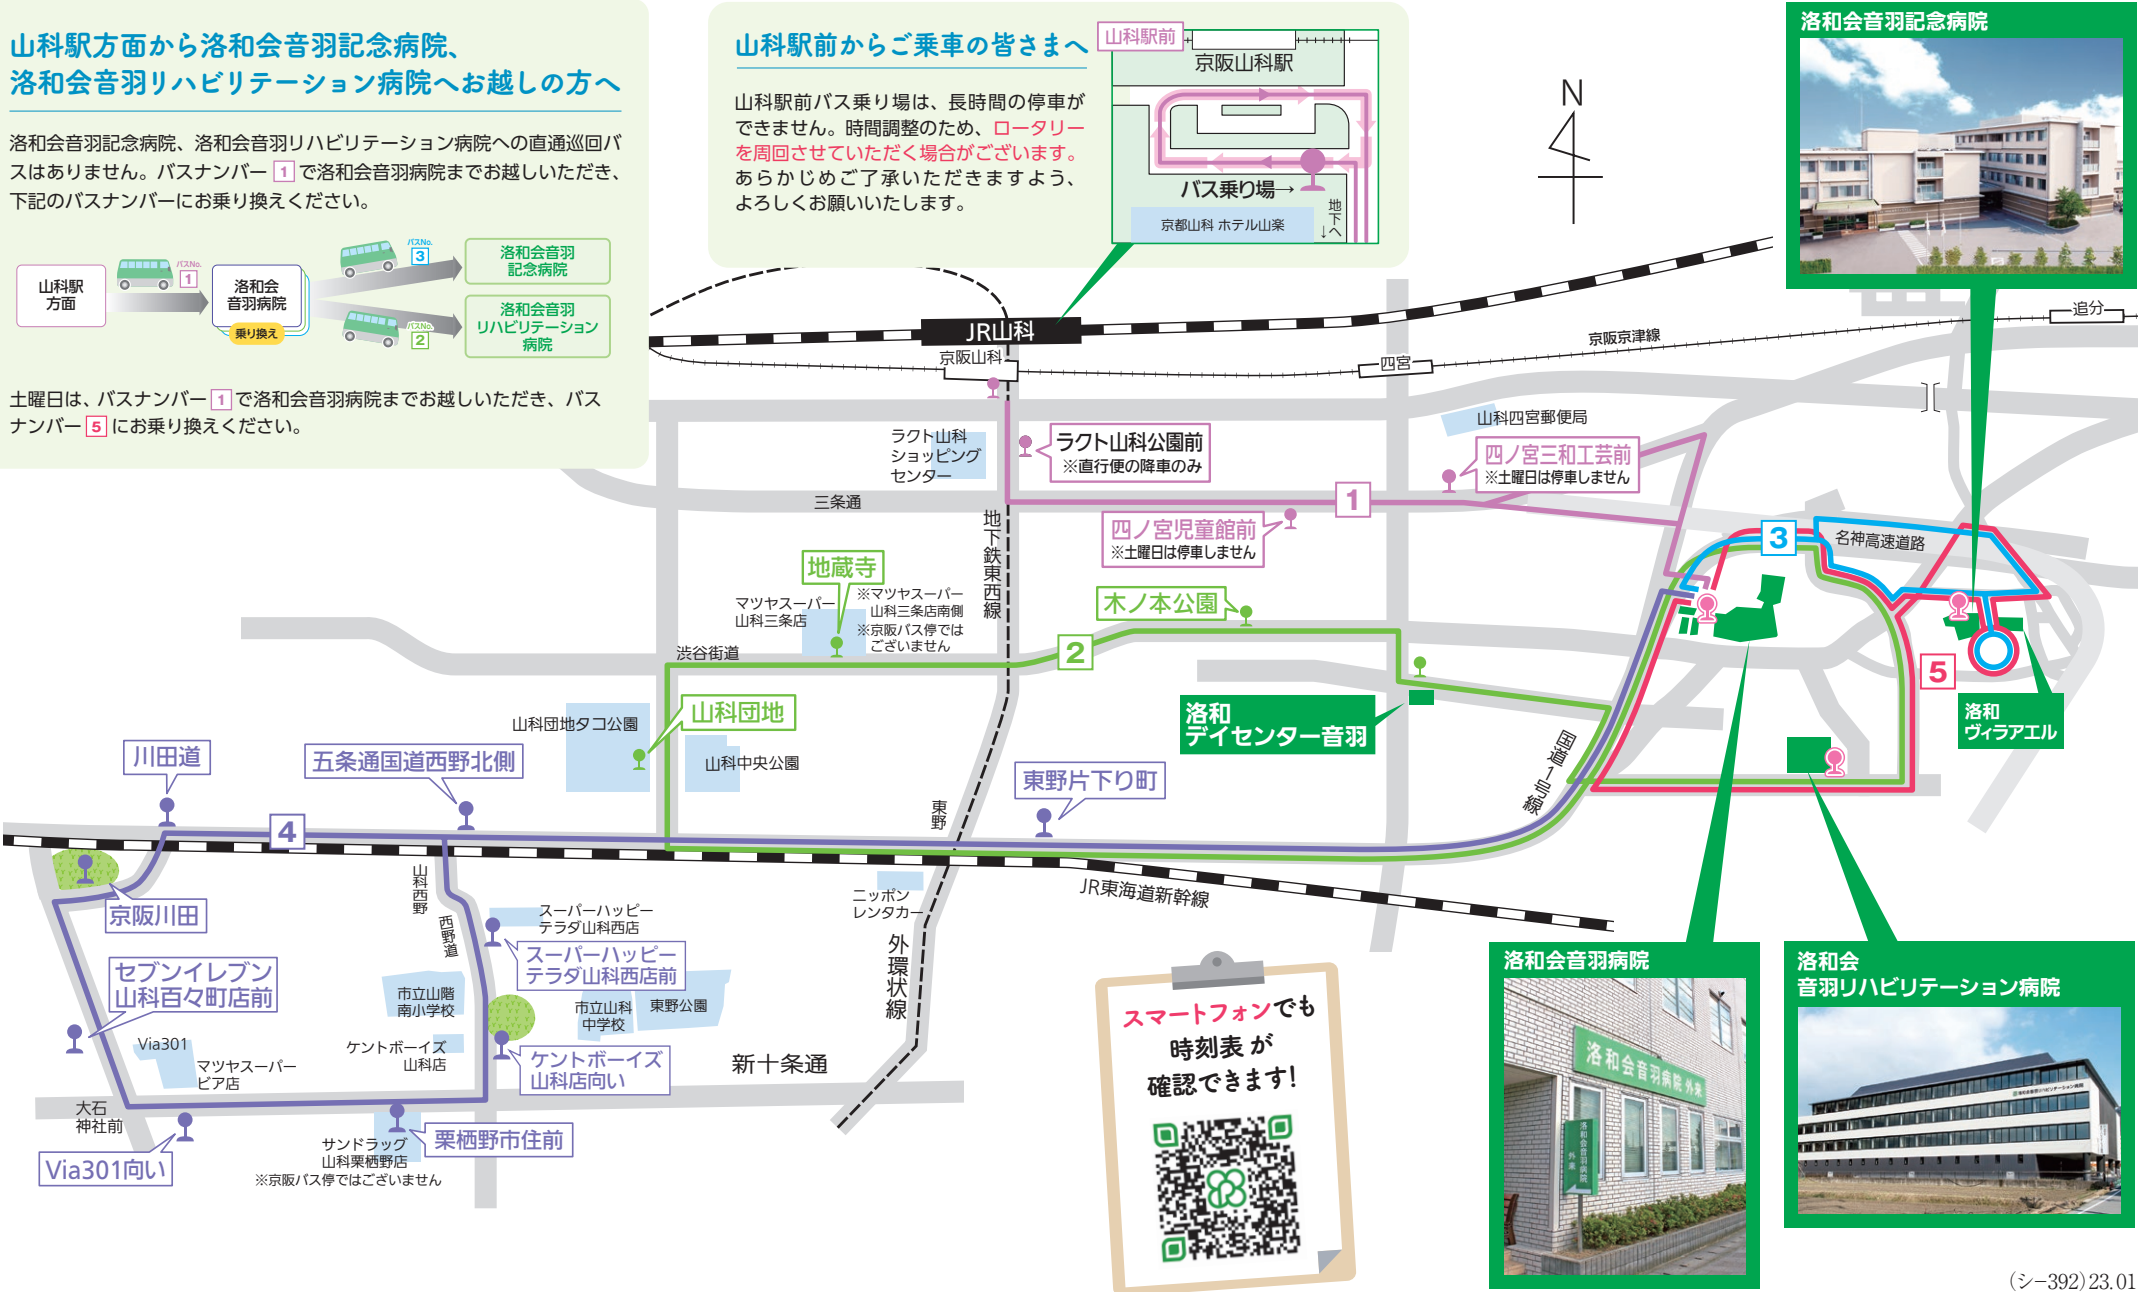 山科駅方面から洛和会音羽記念病院、
洛和会音羽リハビリテーション病院へお越しの方へ
洛和会音羽記念病院、洛和会音羽リハビリテーション病院への直通巡回バ
スはありません。バスナンバー 1 で洛和会音羽病院までお越しいただき、
下記のバスナンバーにお乗り換えください。
山科駅
方面
バスNo.
1
洛和会
音羽病院
乗り換え
バスNo.
3
洛和会音羽
記念病院
バスNo.
2
洛和会音羽
リハビリテーション
病院
土曜日は、バスナンバー 1 で洛和会音羽病院までお越しいただき、バス
ナンバー 5 にお乗り換えください。
山科駅前からご乗車の皆さまへ
山科駅前バス乗り場は、長時間の停車が
できません。時間調整のため、ロータリー
を周回させていただく場合がございます。
あらかじめご了承いただきますよう、
よろしくお願いいたします。
山科駅前
京阪山科駅
バス乗り場→
京都山科 ホテル山楽
地下へ
↓
N
洛和会音羽記念病院
JR山科
京阪山科
四宮
京阪京津線
追分
ラクト山科
ショッピング
センター
ラクト山科公園前
※直行便の降車のみ
山科四宮郵便局
四ノ宮三和工芸前
※土曜日は停車しません
三条通
1
四ノ宮児童館前
※土曜日は停車しません
地下鉄東西線
3
名神高速道路
地蔵寺
マツヤスーパー
山科三条店
※マツヤスーパー
山科三条店南側
※京阪バス停では
ございません
木ノ本公園
渋谷街道
2
5
山科団地タコ公園
山科団地
山科中央公園
洛和
デイセンター音羽
洛和
ヴィラアエル
国道1号線
川田道
五条通国道西野北側
東野
東野片下り町
4
京阪川田
山科西野
西野道
JR東海道新幹線
ニッポン
レンタカー
外環状線
スーパーハッピー
テラダ山科西店
スーパーハッピー
テラダ山科西店前
セブンイレブン
山科百々町店前
市立山階
南小学校
市立山科
中学校
東野公園
Via301
マツヤスーパー
ビア店
ケントボーイズ
山科店
ケントボーイズ
山科店向い
新十条通
大石
神社前
Via301向い
サンドラッグ
山科栗栖野店
※京阪バス停ではございません
栗栖野市住前
スマートフォンでも
時刻表 が
確認できます!
洛和会音羽病院
洛和会音羽病院 外来
洛和会音羽病院
外来
洛和会
音羽リハビリテーション病院
洛和会音羽リハビリテーション病院
(シ-392)23.01